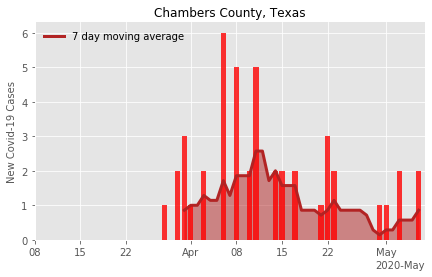 Chambers County, Texas
7 day moving average
New Covid-19 Cases
6
5
4
3
2
1
0
08 15 22 Apr 08 15 22 May
2020-May